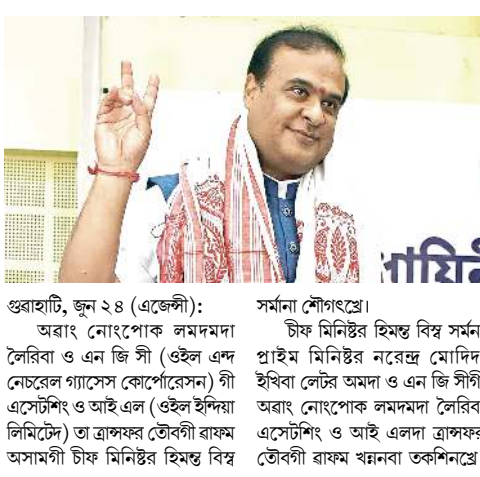 গুৱাহাটি, জুন ২৪ (এজেন্সী):
অৱাং নোংপোক লমদমদা
লৈরিবা ও এন জি সী (ওইল এন্দ
নেচরেল গ্যাসেস কোর্পোরেসন) গী
এসেটশিং ও আই এল (ওইল ইন্দিয়া
লিমিটেদ) তা ত্রান্সফর তৌবগী ৱাফম
অসামগী চীফ মিনিষ্টর হিমন্ত বিস্ব
সর্মানা শৌগৎখ্রে।
চীফ মিনিষ্টর হিমন্ত বিস্ব সর্মন
প্রাইম মিনিষ্টর নরেন্দ্র মোদিদ
ইখিবা লেটর অমদা ও এন জি সীগী
অৱাং নোংপোক লমদমদা লৈরিব
এসেটশিং ও আই এলদা ত্রান্সফর
তৌবগী ৱাফম খন্ননবা তকশিনখ্রে